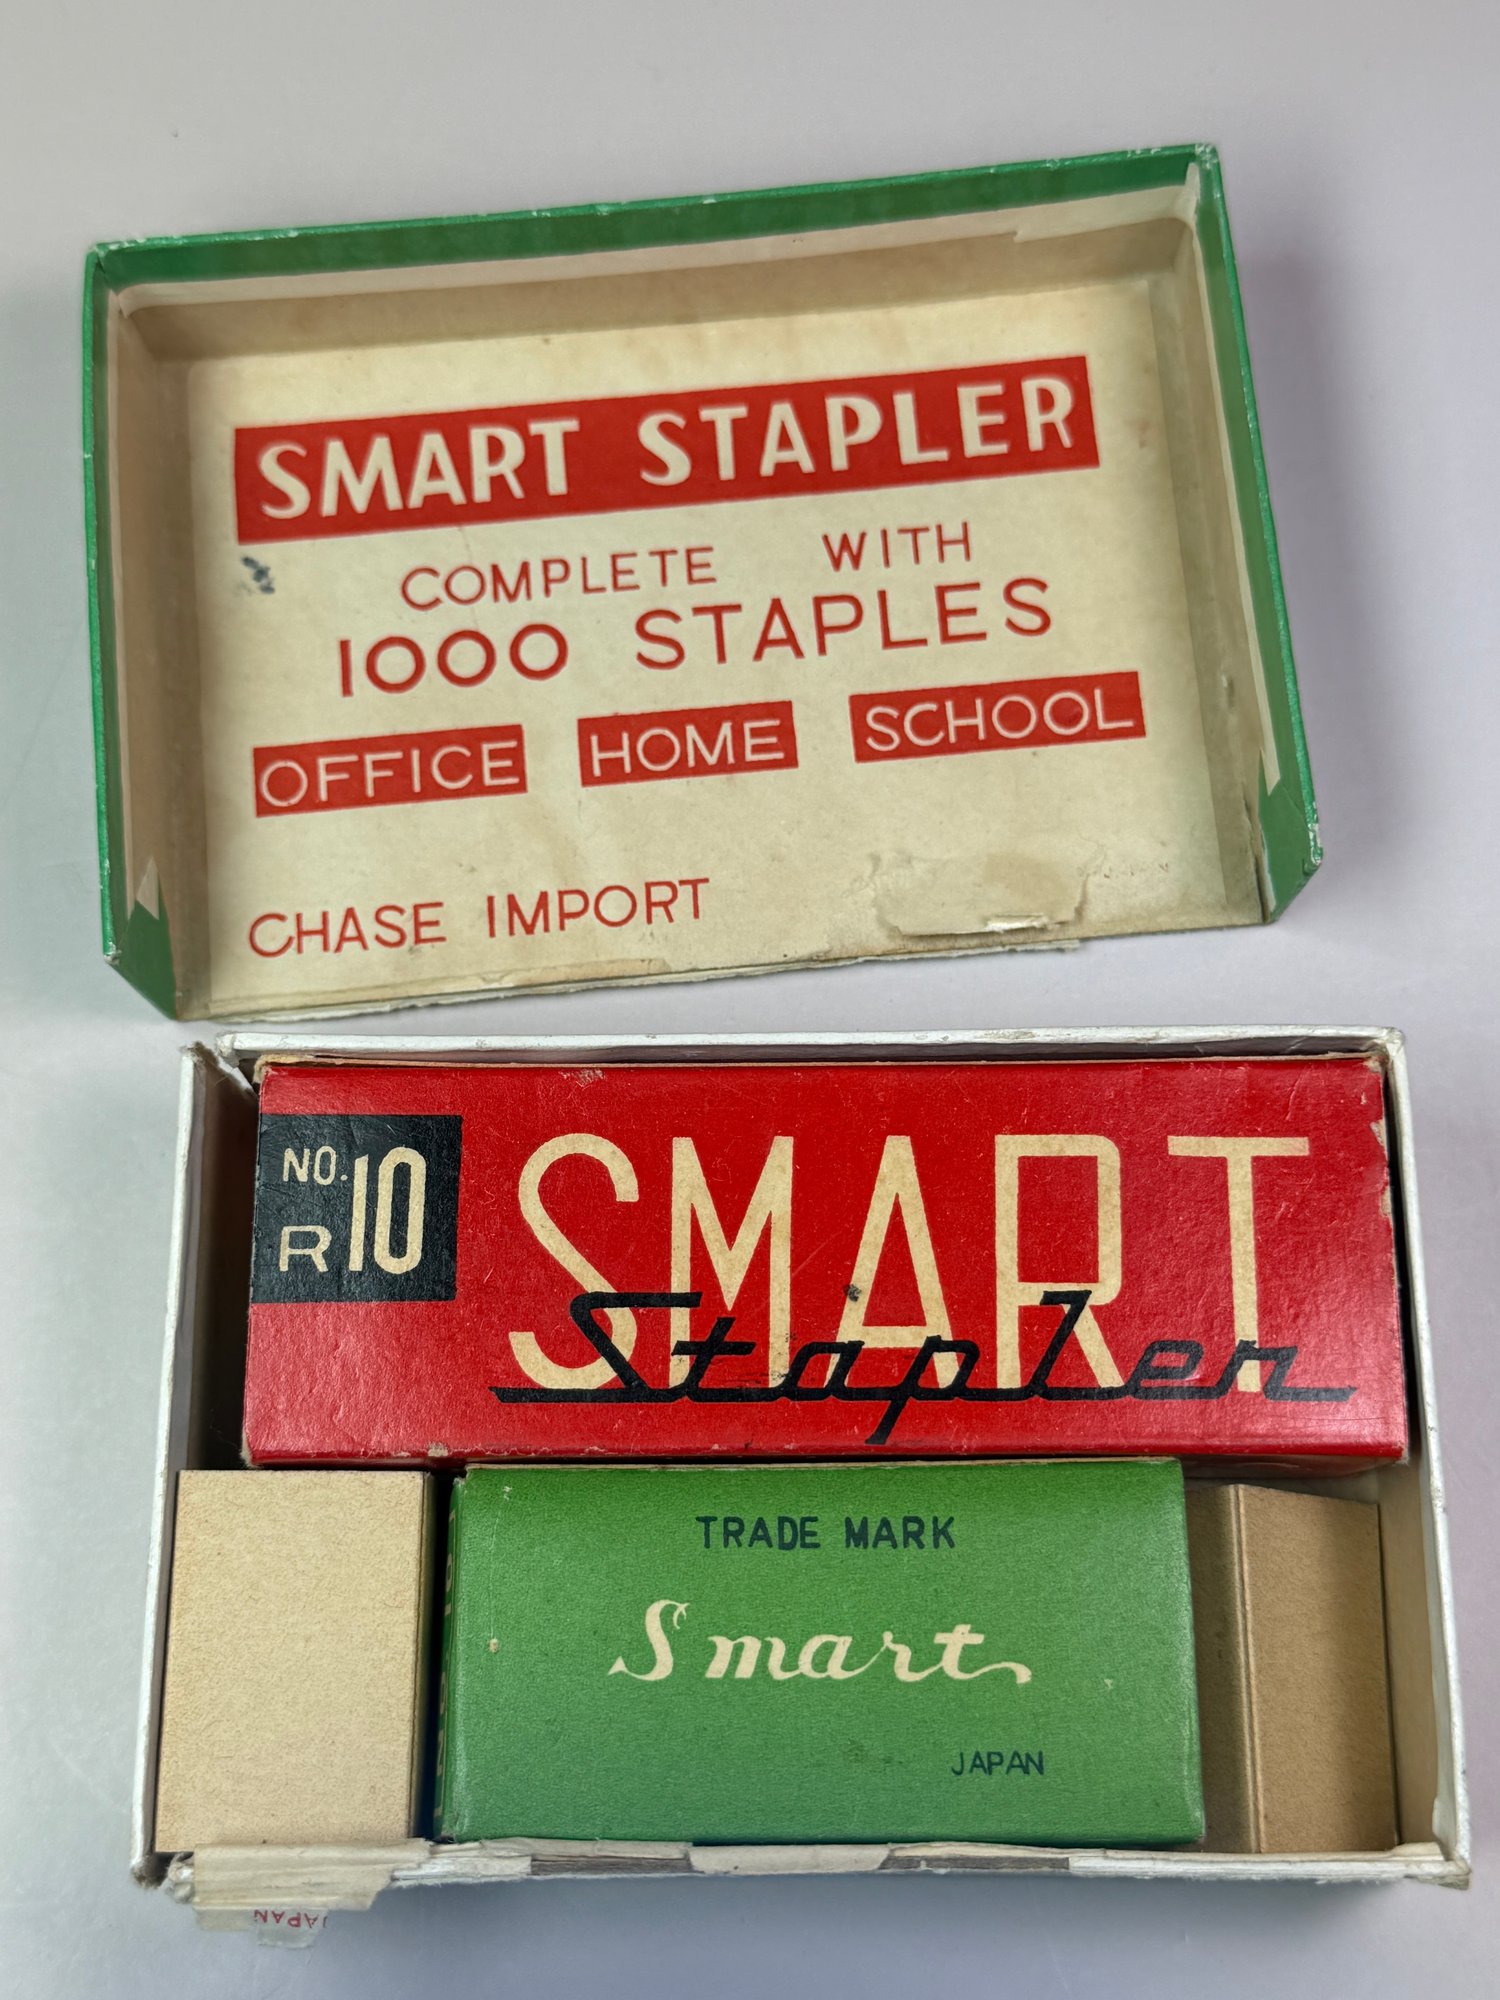 SMART STAPLER
COMPLETE WITH
1000 STAPLES
OFFICE HOME SCHOOL
CHASE IMPORT
NO. 10
R
SMART
Stapler
TRADE MARK
Smart
JAPAN
JAPAN